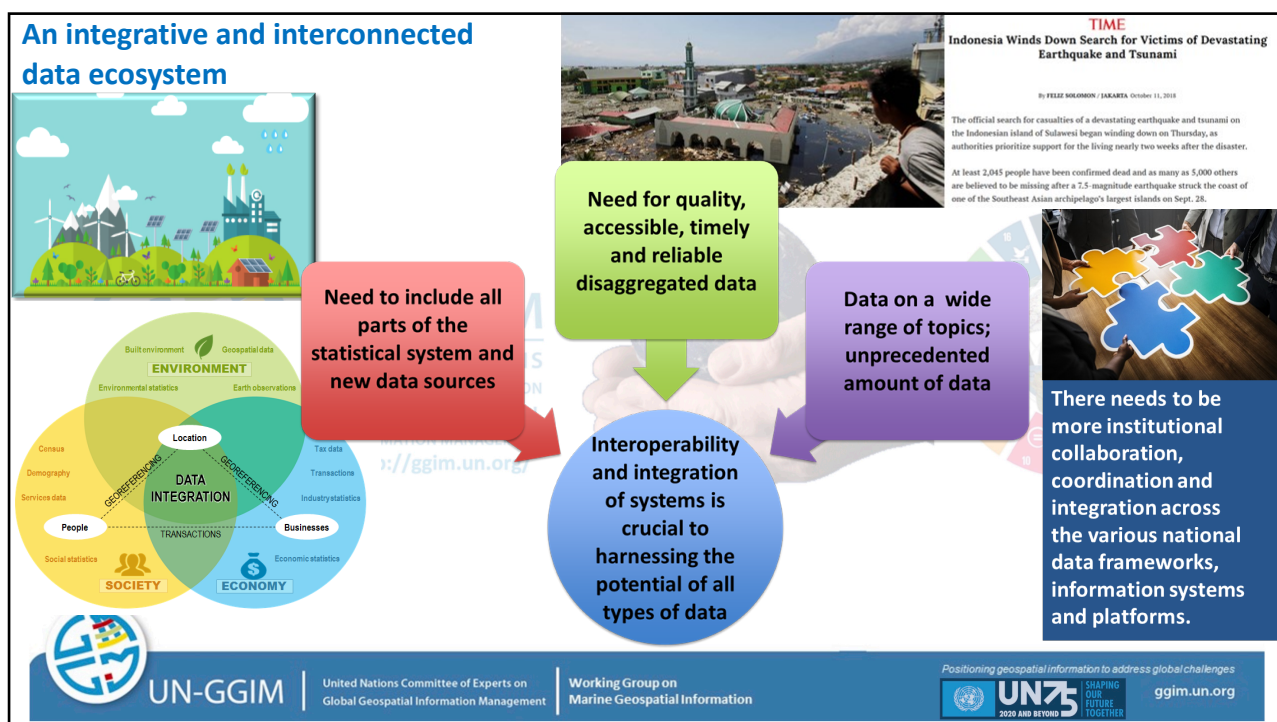 An integrative and interconnected
data ecosystem
TIME
Indonesia Winds Down Search for Victims of Devastating
Earthquake and Tsunami
By FELIZ SOLOMON / JAKARTA October 11, 2018
The official search for casualties of a devastating earthquake and tsunami on
the Indonesian island of Sulawesi began winding down on Thursday, as
authorities prioritize support for the living nearly two weeks after the disaster.
At least 2,045 people have been confirmed dead and as many as 5,000 others
are believed to be missing after a 7.5-magnitude earthquake struck the coast of
one of the Southeast Asian archipelago's largest islands on Sept. 28.
Need to include all
parts of the
statistical system and
new data sources
Need for quality,
accessible, timely
and reliable
disaggregated data
Data on a wide
range of topics;
unprecedented
amount of data
Interoperability
and integration
of systems is
crucial to
harnessing the
potential of all
types of data
Built environment
Geospatial data
ENVIRONMENT
Environmental statistics
Earth observations
Location
Census
Demography
Services data
GEOREFERENCING
DATA
INTEGRATION
GEOREFERENCING
Tax data
Transactions
Industry statistics
People
TRANSACTIONS
Businesses
Social statistics
Economic statistics
SOCIETY
ECONOMY
://ggim.un.org/
16
10
There needs to be
more institutional
collaboration,
coordination and
integration across
the various national
data frameworks,
information systems
and platforms.
UN-GGIM
United Nations Committee of Experts on
Global Geospatial Information Management
Working Group on
Marine Geospatial Information
Positioning geospatial information to address global challenges
UN75
2020 AND BEYOND
SHAPING
OUR
FUTURE
TOGETHER
ggim.un.org